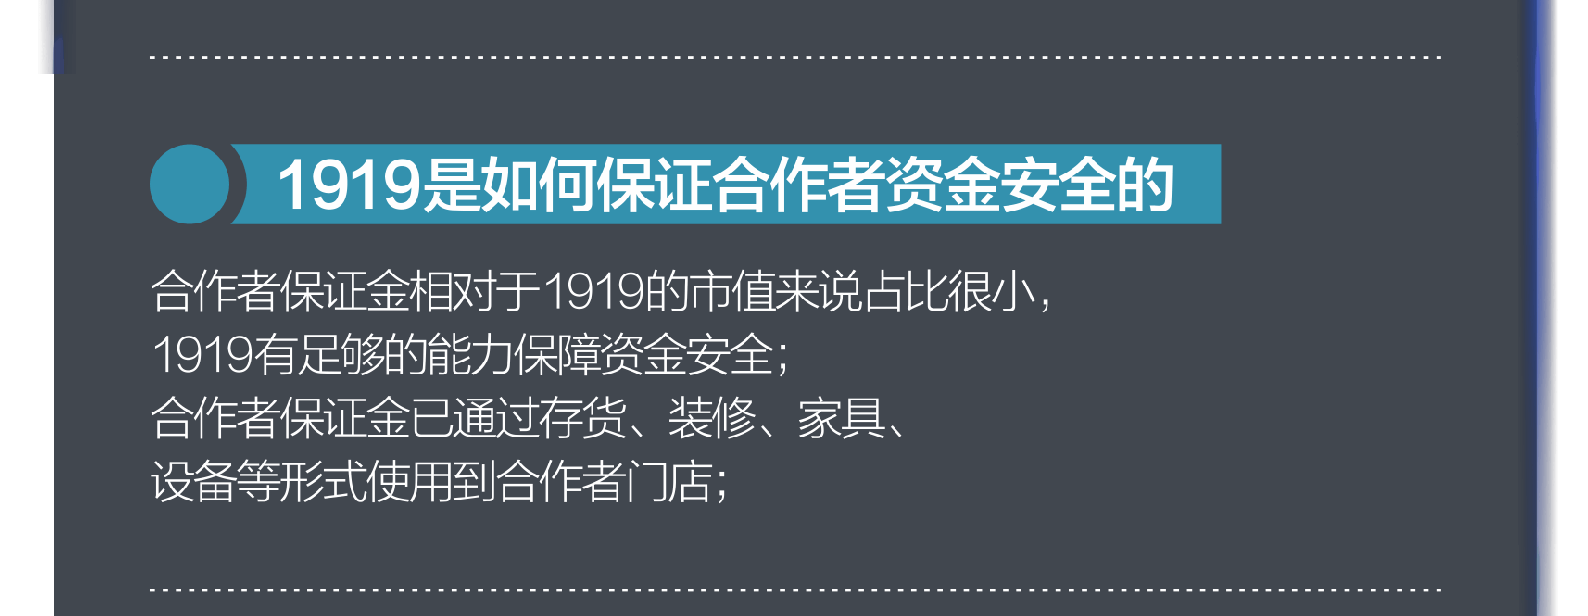 1919是如何保证合作者资金安全的
合作者保证金相对于1919的市值来说占比很小，
1919有足够的能力保障资金安全；
合作者保证金已通过存货、装修、家具、
设备等形式使用到合作者门店；